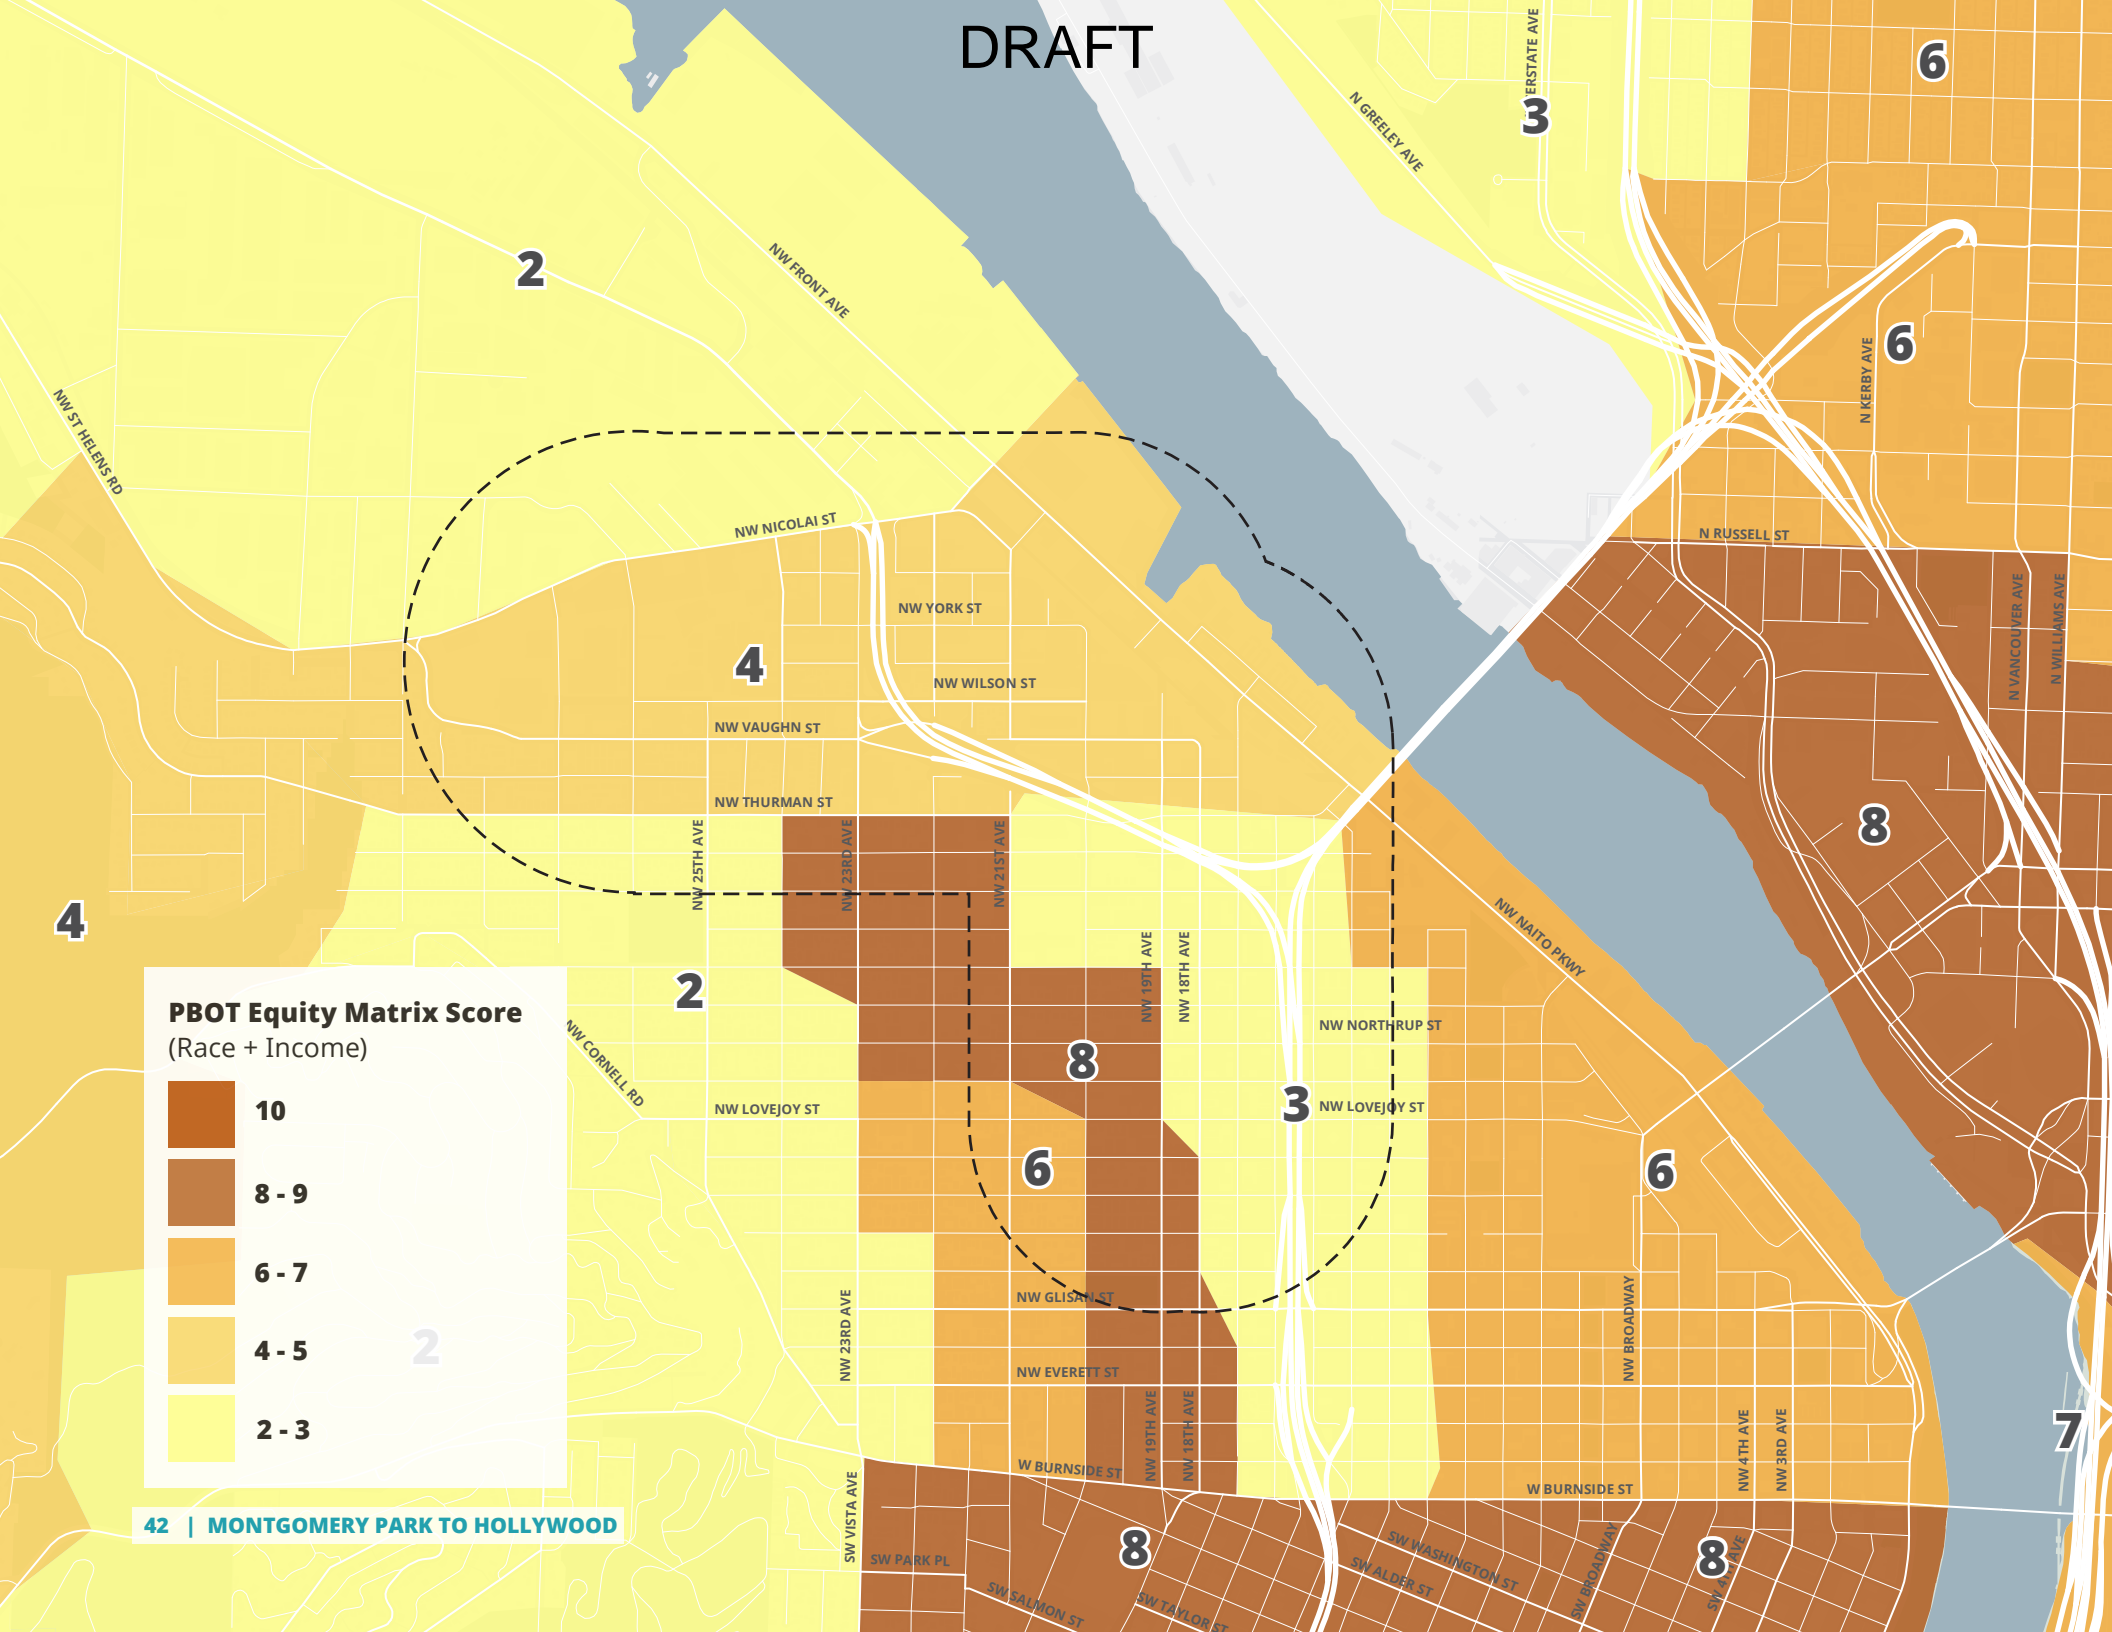 DRAFT
6
3
N INTERSTATE AVE
N GREELEY AVE
2
NW FRONT AVE
6
N KERBY AVE
NW ST HELENS RD
NW NICOLAI ST
N RUSSELL ST
NW YORK ST
N VANCOUVER AVE
N WILLIAMS AVE
4
NW WILSON ST
NW VAUGHN ST
NW THURMAN ST
8
NW 25TH AVE
NW 23RD AVE
NW 21ST AVE
4
NW NAITO PKWY
NW 19TH AVE
NW 18TH AVE
2
NW NORTHRUP ST
NW CORNELL RD
8
NW LOVEJOY ST
3
NW LOVEJOY ST
6
6
PBOT Equity Matrix Score
(Race + Income)
10
8 - 9
6 - 7
4 - 5
2 - 3
2
NW GLISAN ST
NW 23RD AVE
NW BROADWAY
NW EVERETT ST
NW 19TH AVE
NW 18TH AVE
NW 4TH AVE
NW 3RD AVE
7
W BURNSIDE ST
W BURNSIDE ST
SW VISTA AVE
42 | MONTGOMERY PARK TO HOLLYWOOD
8
8
SW PARK PL
SW WASHINGTON ST
SW ALDER ST
SW BROADWAY
SW 4TH AVE
SW SALMON ST
SW TAYLOR ST